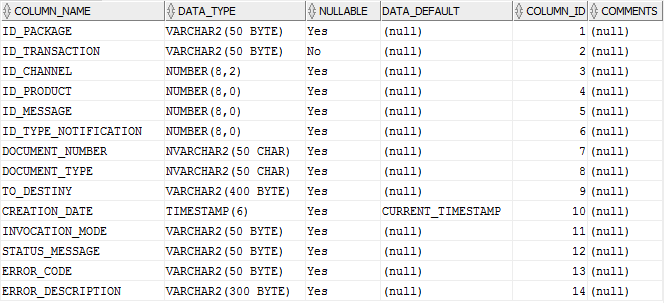 COLUMN_NAME DATA_TYPE NULLABLE DATA_DEFAULT COLUMN_ID COMMENTS
ID_PACKAGE VARCHAR2(50 BYTE) Yes (null) 1 (null)
ID_TRANSACTION VARCHAR2(50 BYTE) No (null) 2 (null)
ID_CHANNEL NUMBER(8,2) Yes (null) 3 (null)
ID_PRODUCT NUMBER(8,0) Yes (null) 4 (null)
ID_MESSAGE NUMBER(8,0) Yes (null) 5 (null)
ID_TYPE_NOTIFICATION NUMBER(8,0) Yes (null) 6 (null)
DOCUMENT_NUMBER NVARCHAR2(50 CHAR) Yes (null) 7 (null)
DOCUMENT_TYPE NVARCHAR2(50 CHAR) Yes (null) 8 (null)
TO_DESTINY VARCHAR2(400 BYTE) Yes (null) 9 (null)
CREATION_DATE TIMESTAMP(6) Yes CURRENT_TIMESTAMP 10 (null)
INVOCATION_MODE VARCHAR2(50 BYTE) Yes (null) 11 (null)
STATUS_MESSAGE VARCHAR2(50 BYTE) Yes (null) 12 (null)
ERROR_CODE VARCHAR2(50 BYTE) Yes (null) 13 (null)
ERROR_DESCRIPTION VARCHAR2(300 BYTE) Yes (null) 14 (null)